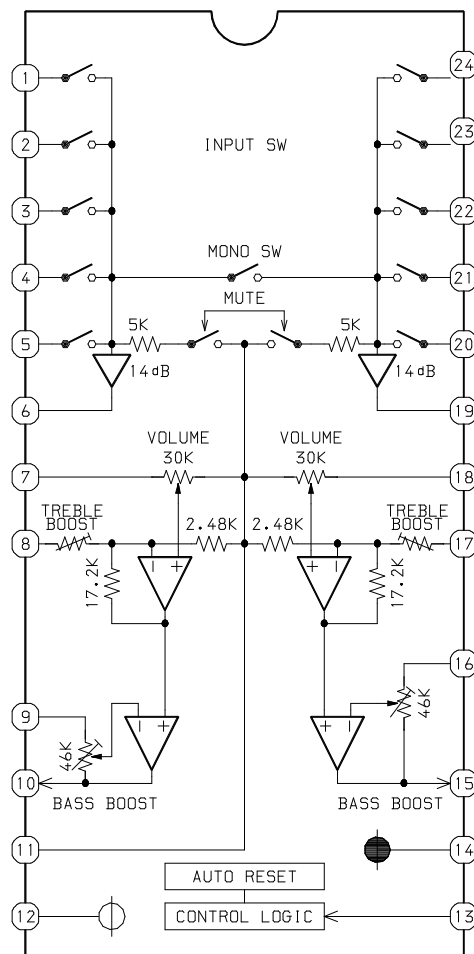 1
24
2
INPUT SW
23
3
22
MONO SW
4
21
MUTE
5
5K
5K
20
14dB
14dB
6
19
VOLUME
VOLUME
7
30K
30K
18
TREBLE
BOOST
2.48K
2.48K
TREBLE
BOOST
8
17
17.2K
- +
+ -
17.2K
16
9
46K
- +
+ -
46K
10
15
BASS BOOST
BASS BOOST
11
14
AUTO RESET
12
CONTROL LOGIC
13